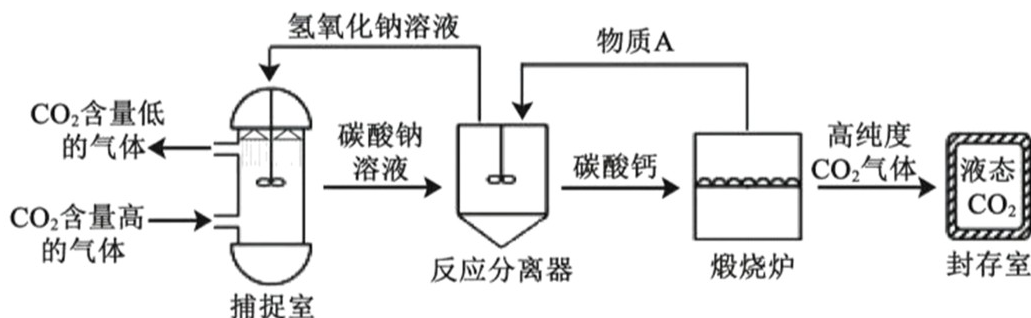 氢氧化钠溶液
物质A
CO₂含量低
的气体
碳酸钠
溶液
碳酸钙
高纯度
CO₂气体
液态
CO₂
CO₂含量高
的气体
捕捉室
反应分离器
煅烧炉
封存室